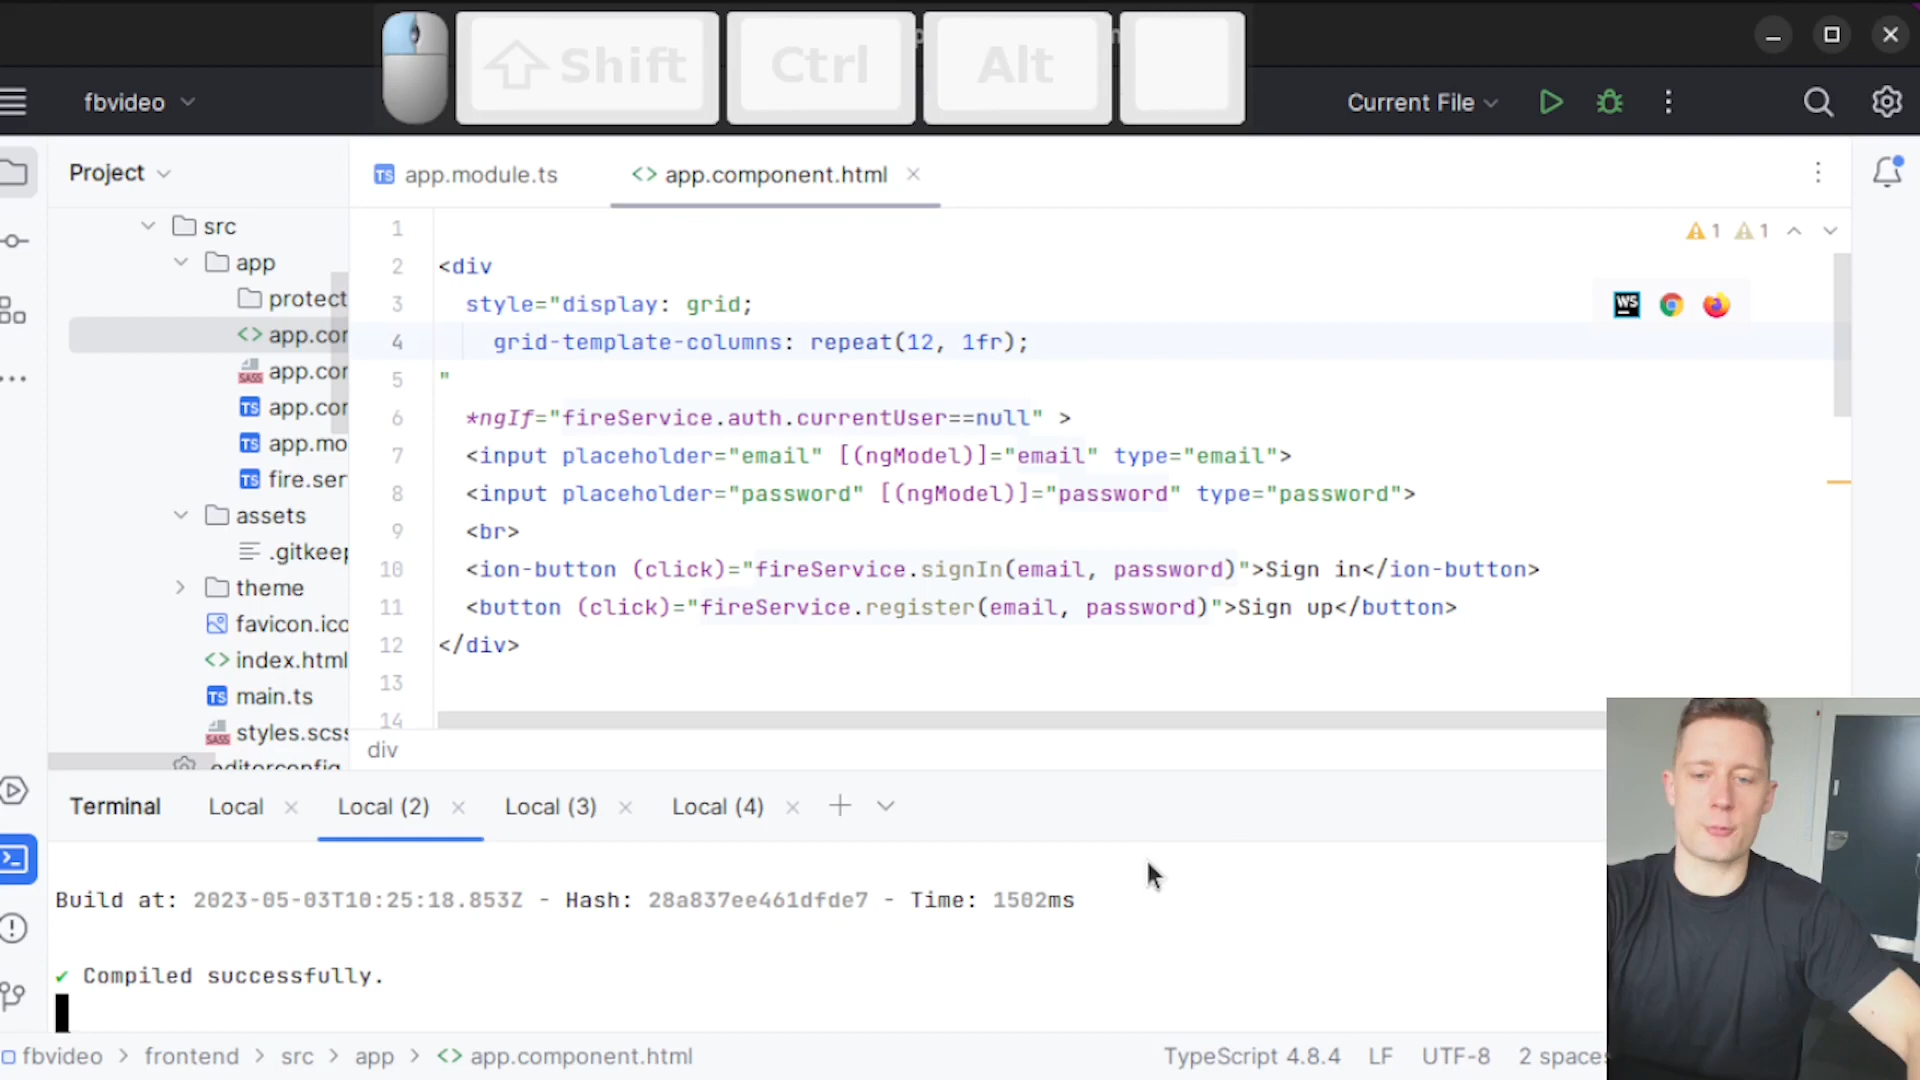 Shift
Ctrl
Alt
fbvideo
Current File
Project
app.module.ts
app.component.html
src
app
protect
app.cor
app.cor
app.cor
app.mo
fire.ser
assets
.gitkeep
theme
favicon.ico
index.html
main.ts
styles.scss
editorconfig
1
2 <div
3 style="display: grid;
4 grid-template-columns: repeat(12, 1fr);
5 "
6 *ngIf="fireService.auth.currentUser==null" >
7 <input placeholder="email" [(ngModel)]="email" type="email">
8 <input placeholder="password" [(ngModel)]="password" type="password">
9 <br>
10 <ion-button (click)="fireService.signIn(email, password)">Sign in</ion-button>
11 <button (click)="fireService.register(email, password)">Sign up</button>
12 </div>
13
14
1 1
WS
div
Terminal
Local
Local (2)
Local (3)
Local (4)
Build at: 2023-05-03T10:25:18.853Z - Hash: 28a837ee461dfde7 - Time: 1502ms
✔ Compiled successfully.
fbvideo > frontend > src > app > <> app.component.html
TypeScript 4.8.4 LF UTF-8 2 spaces